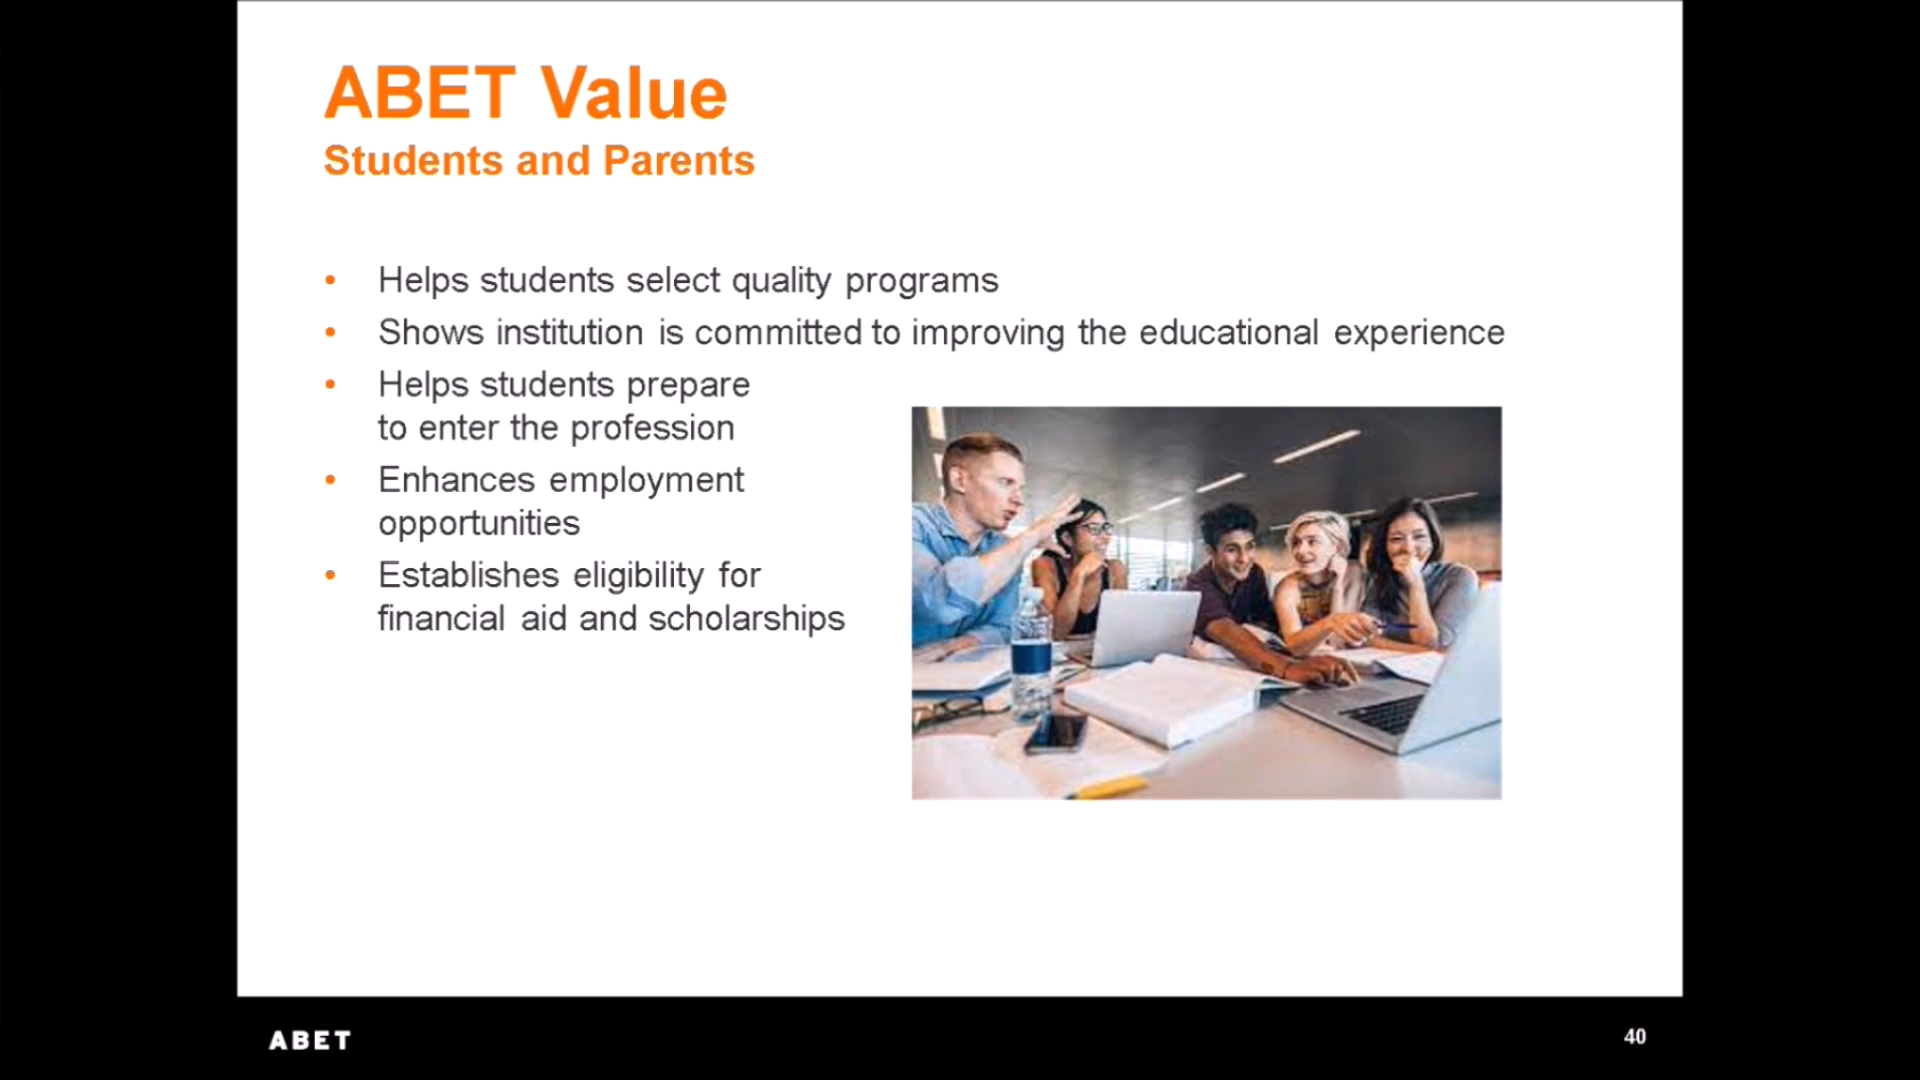 ABET Value
Students and Parents
• Helps students select quality programs
• Shows institution is committed to improving the educational experience
• Helps students prepare
to enter the profession
• Enhances employment
opportunities
• Establishes eligibility for
financial aid and scholarships
ABET
40